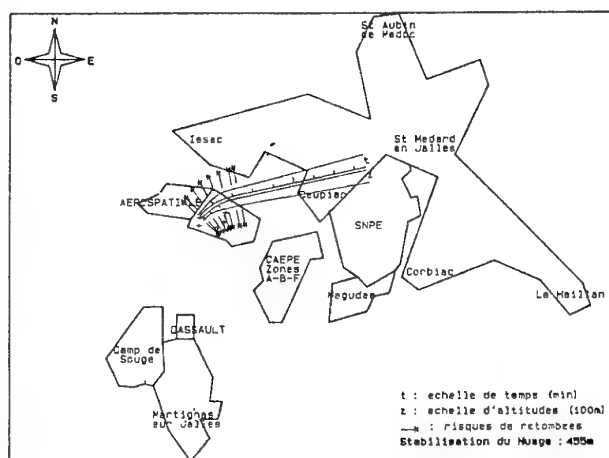 N
O
E
S
St Aubin
de Medoc
Issac
St Medard
en Jalles
t
z
AEROSPATIALE
SNPE
CAEPE
Zones
A-B-F
Corbiac
Magudas
Le Haillan
DASSAULT
Camp de
Souge
Martignas
sur Jalles
t : echelle de temps (min)
z : echelle d'altitudes (100m)
: risques de retombees
Stabilisation du Nuage : 455m